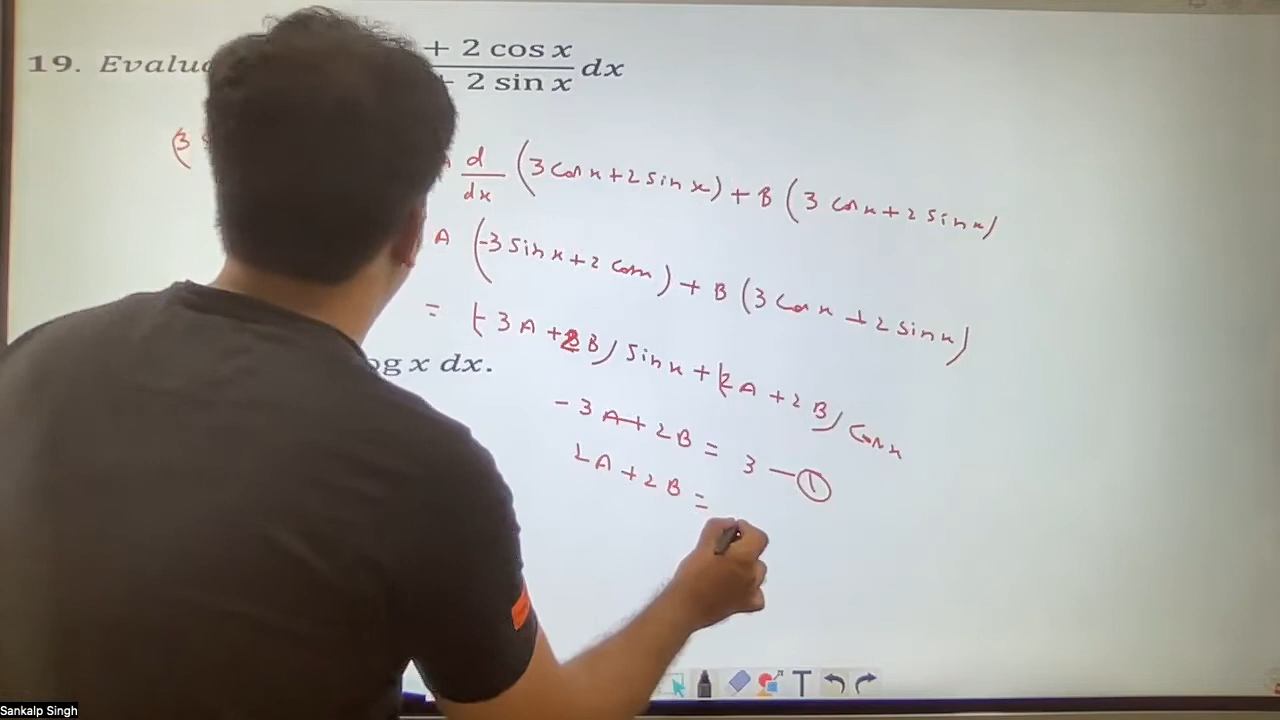 19. Evalu + 2 cos x
+ 2 sin x dx
(3 d/dx (3 cos x + 2 sin x) + B (3 cos x + 2 sin x)
A (-3 sin x + 2 cos x) + B (3 cos x + 2 sin x)
= (-3A + 2B) sin x + (2A + 2B) cos x
og x dx.
-3A + 2B = 3 — ①
2A + 2B =
T
Sankalp Singh